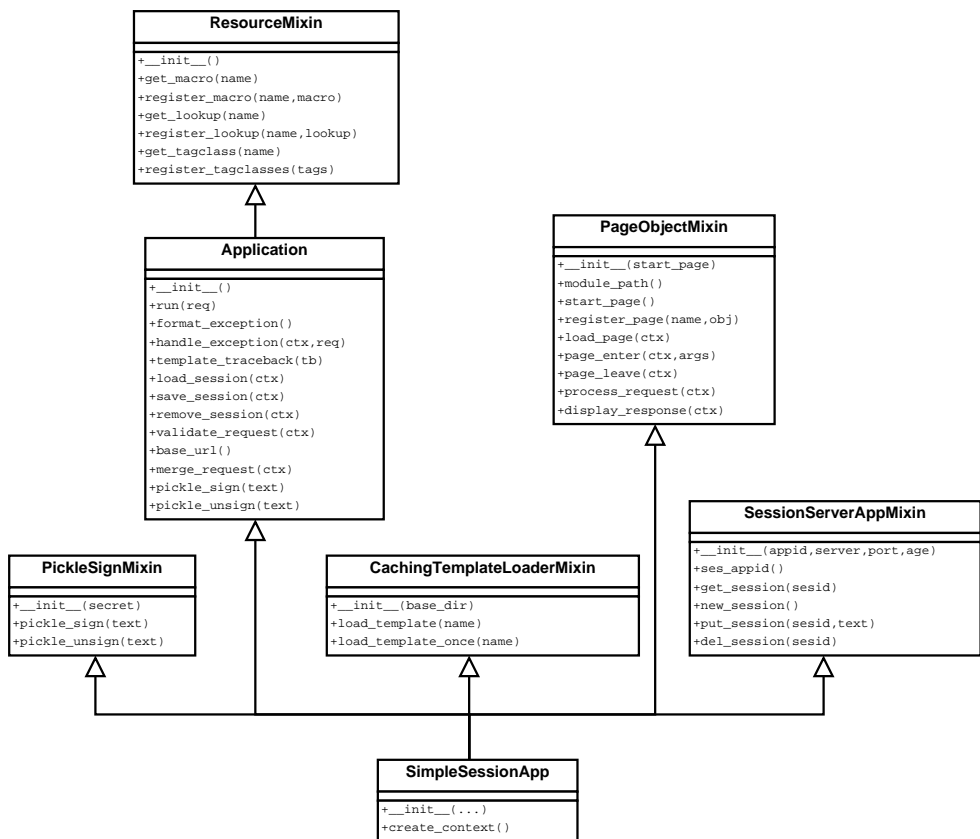 ResourceMixin
+__init__()
+get_macro(name)
+register_macro(name,macro)
+get_lookup(name)
+register_lookup(name,lookup)
+get_tagclass(name)
+register_tagclasses(tags)
Application
+__init__()
+run(req)
+format_exception()
+handle_exception(ctx,req)
+template_traceback(tb)
+load_session(ctx)
+save_session(ctx)
+remove_session(ctx)
+validate_request(ctx)
+base_url()
+merge_request(ctx)
+pickle_sign(text)
+pickle_unsign(text)
PageObjectMixin
+__init__(start_page)
+module_path()
+start_page()
+register_page(name,obj)
+load_page(ctx)
+page_enter(ctx,args)
+page_leave(ctx)
+process_request(ctx)
+display_response(ctx)
PickleSignMixin
+__init__(secret)
+pickle_sign(text)
+pickle_unsign(text)
CachingTemplateLoaderMixin
+__init__(base_dir)
+load_template(name)
+load_template_once(name)
SessionServerAppMixin
+__init__(appid,server,port,age)
+ses_appid()
+get_session(sesid)
+new_session()
+put_session(sesid,text)
+del_session(sesid)
SimpleSessionApp
+__init__(...)
+create_context()